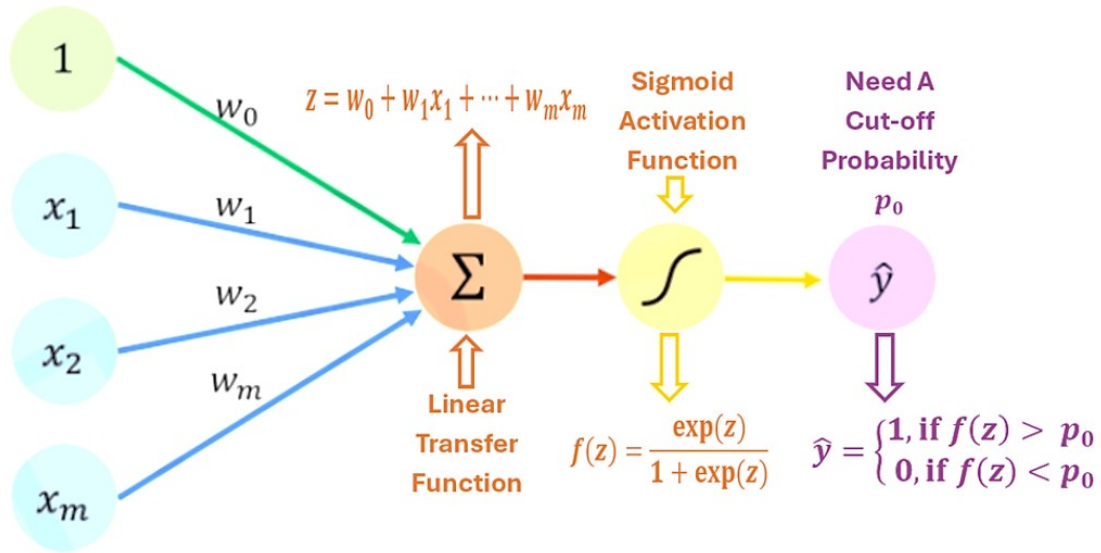 1
x₁
x₂
xₘ
w₀
w₁
w₂
wₘ
z = w₀ + w₁x₁ + ⋯ + wₘxₘ
Σ
Linear
Transfer
Function
Sigmoid
Activation
Function
f(z) = exp(z) / 1 + exp(z)
Need A
Cut-off
Probability
p₀
ŷ
ŷ = { 1, if f(z) > p₀
0, if f(z) < p₀